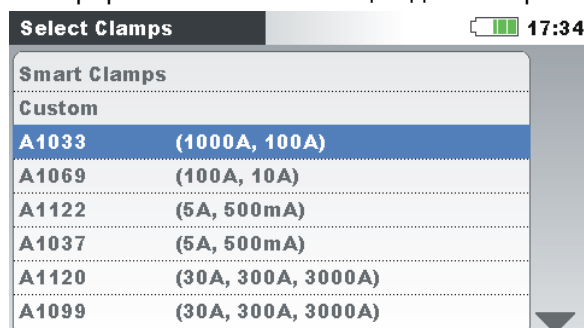 Select Clamps 17:34
Smart Clamps
Custom
A1033 (1000A, 100A)
A1069 (100A, 10A)
A1122 (5A, 500mA)
A1037 (5A, 500mA)
A1120 (30A, 300A, 3000A)
A1099 (30A, 300A, 3000A)